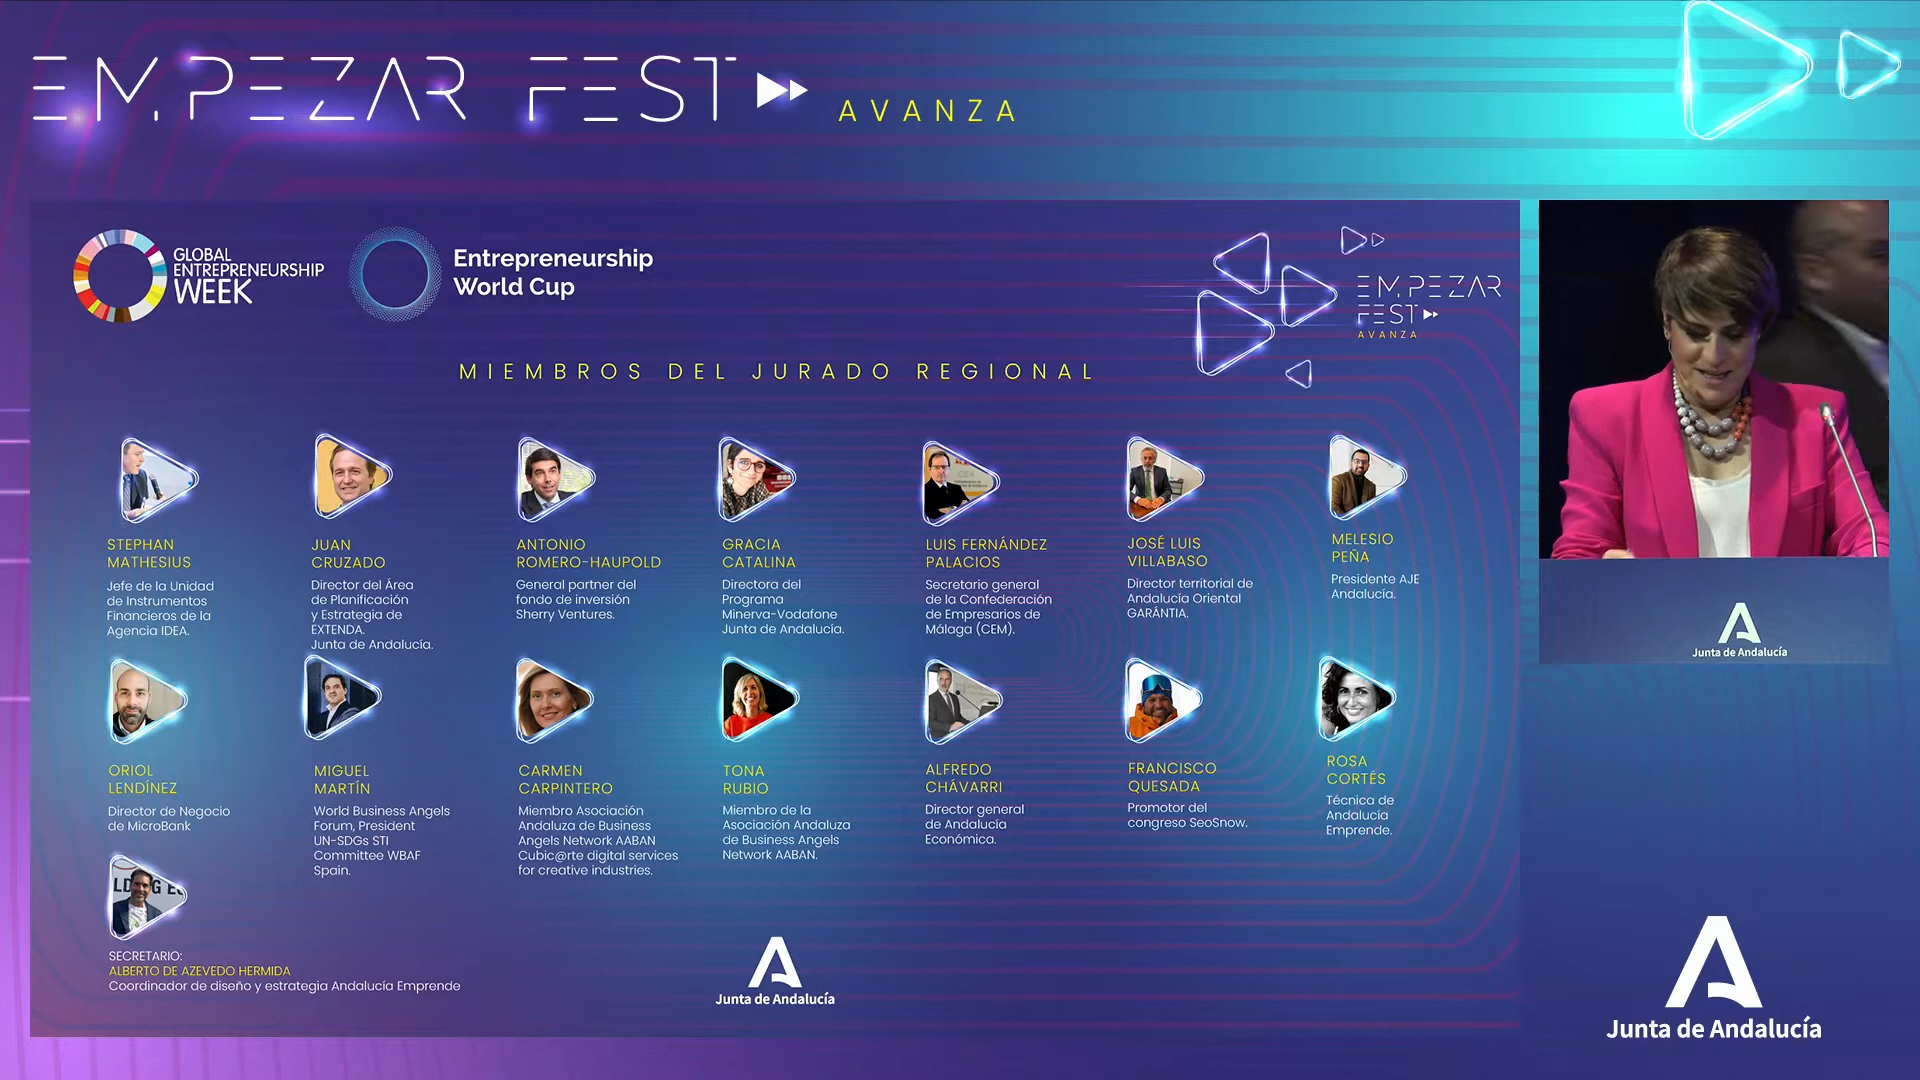 EMPEZAR FEST
AVANZA
GLOBAL
ENTREPRENEURSHIP
WEEK
Entrepreneurship
World Cup
EMPEZAR
FEST
AVANZA
MIEMBROS DEL JURADO REGIONAL
STEPHAN
MATHESIUS
Jefe de la Unidad
de Instrumentos
Financieros de la
Agencia IDEA.
JUAN
CRUZADO
Director del Área
de Planificación
y Estrategia de
EXTENDA.
Junta de Andalucía.
ANTONIO
ROMERO-HAUPOLD
General partner del
fondo de inversión
Sherry Ventures.
GRACIA
CATALINA
Directora del
Programa
Minerva-Vodafone
Junta de Andalucía.
LUIS FERNÁNDEZ
PALACIOS
Secretario general
de la Confederación
de Empresarios de
Málaga (CEM).
JOSÉ LUIS
VILLABASO
Director territorial de
Andalucía Oriental
GARÁNTIA.
MELESIO
PEÑA
Presidente AJE
Andalucía.
ORIOL
LENDÍNEZ
Director de Negocio
de MicroBank
MIGUEL
MARTÍN
World Business Angels
Forum, President
UN-SDGs STI
Committee WBAF
Spain.
CARMEN
CARPINTERO
Miembro Asociación
Andaluza de Business
Angels Network AABAN
Cubic@rte digital services
for creative industries.
TONA
RUBIO
Miembro de la
Asociación Andaluza
de Business Angels
Network AABAN.
ALFREDO
CHÁVARRI
Director general
de Andalucía
Económica.
FRANCISCO
QUESADA
Promotor del
congreso SeoSnow.
ROSA
CORTÉS
Técnica de
Andalucía
Emprende.
SECRETARIO:
ALBERTO DE AZEVEDO HERMIDA
Coordinador de diseño y estrategia Andalucía Emprende
Junta de Andalucía
Junta de Andalucía
Junta de Andalucía